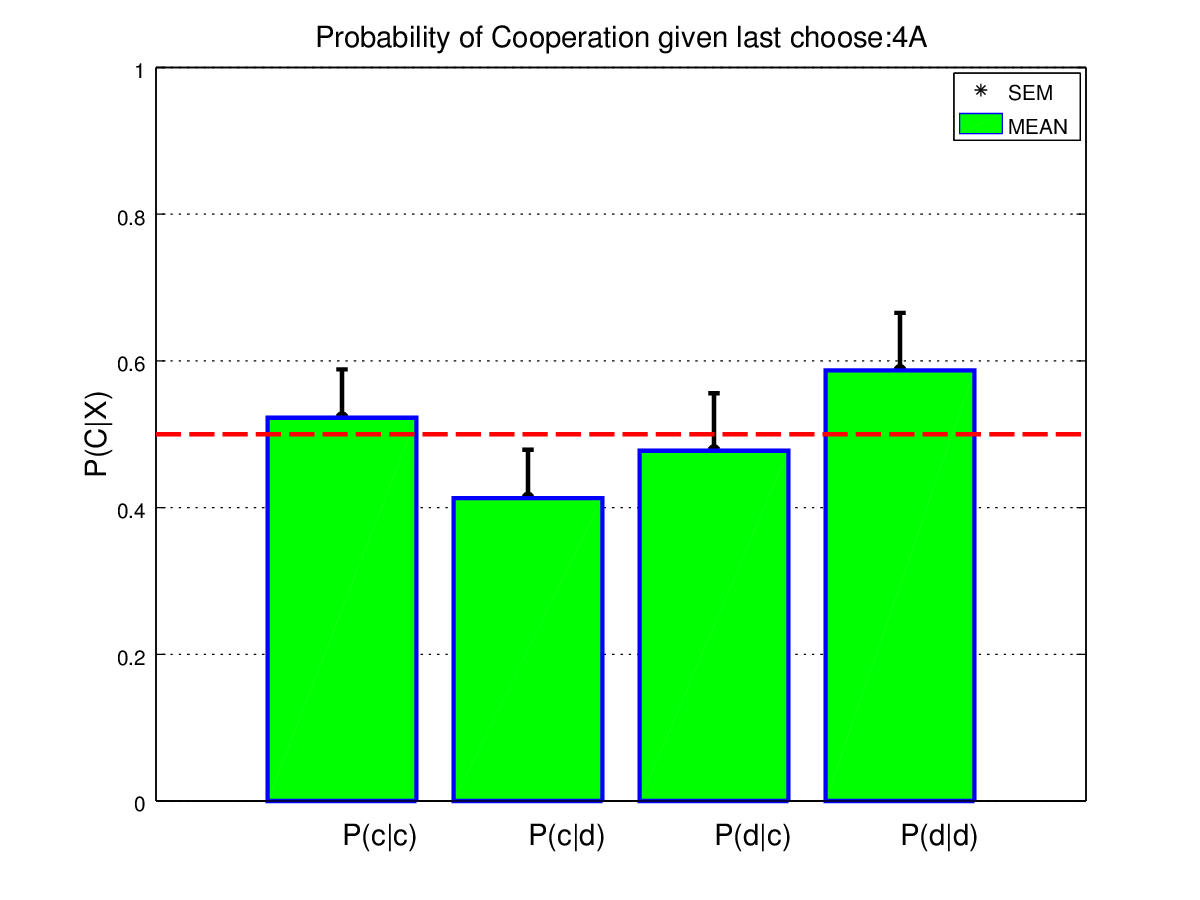 Probability of Cooperation given last choose:4A
SEM
MEAN
P(C|X)
1
0.8
0.6
0.4
0.2
0
P(c|c)
P(c|d)
P(d|c)
P(d|d)